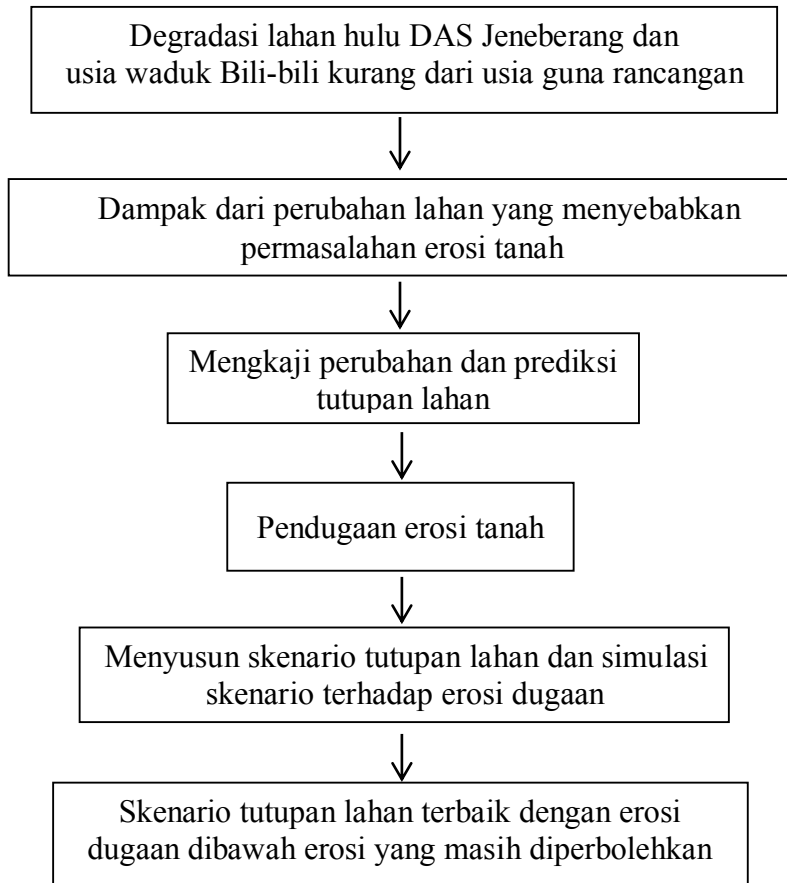 Degradasi lahan hulu DAS Jeneberang dan
usia waduk Bili-bili kurang dari usia guna rancangan
Dampak dari perubahan lahan yang menyebabkan
permasalahan erosi tanah
Mengkaji perubahan dan prediksi
tutupan lahan
Pendugaan erosi tanah
Menyusun skenario tutupan lahan dan simulasi
skenario terhadap erosi dugaan
Skenario tutupan lahan terbaik dengan erosi
dugaan dibawah erosi yang masih diperbolehkan